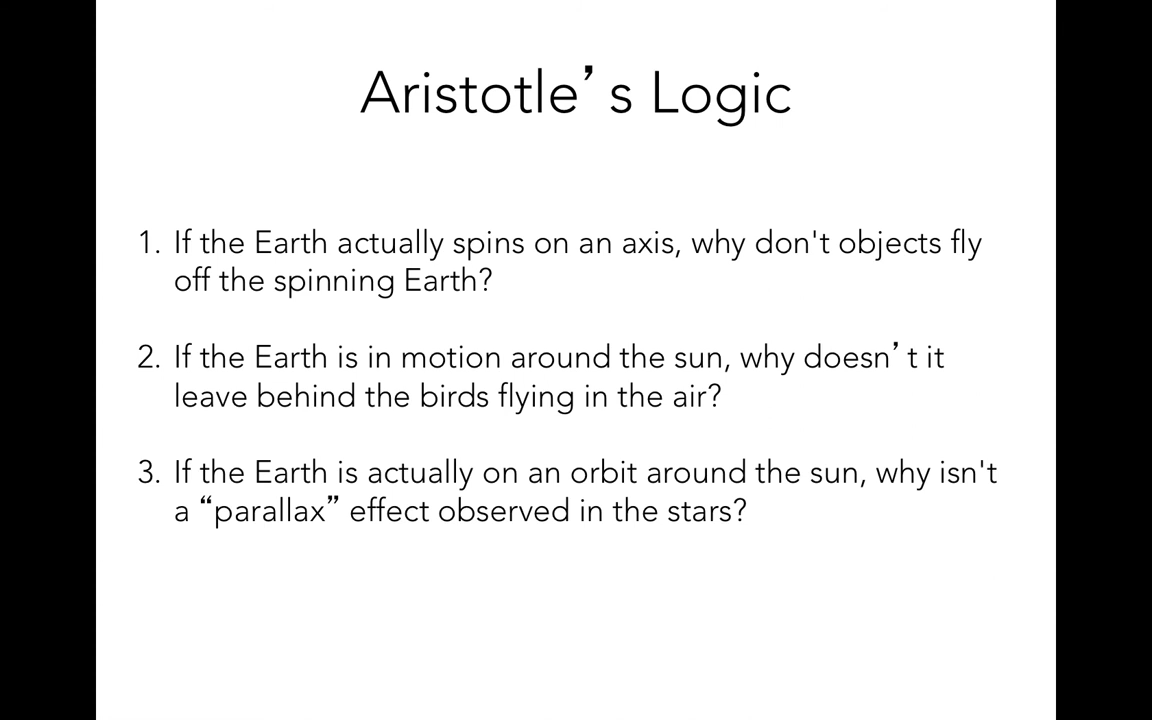 Aristotle’s Logic
1. If the Earth actually spins on an axis, why don't objects fly
off the spinning Earth?
2. If the Earth is in motion around the sun, why doesn’t it
leave behind the birds flying in the air?
3. If the Earth is actually on an orbit around the sun, why isn't
a “parallax” effect observed in the stars?